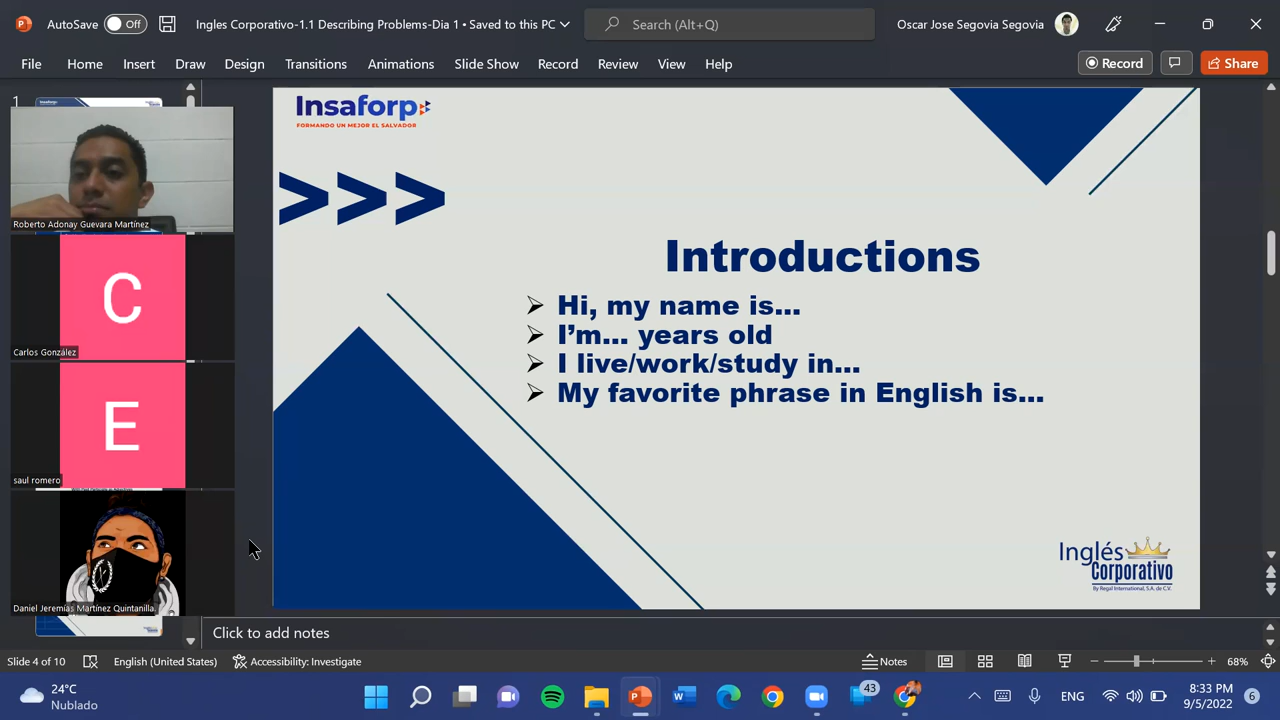 AutoSave Off Ingles Corporativo-1.1 Describing Problems-Dia 1 • Saved to this PC Search (Alt+Q) Oscar Jose Segovia Segovia
File Home Insert Draw Design Transitions Animations Slide Show Record Review View Help Record Share
1
Insaforp
FORMANDO UN MEJOR EL SALVADOR
>>>
Roberto Adonay Guevara Martínez
Introductions
Hi, my name is...
I'm... years old
C
I live/work/study in...
Carlos González
My favorite phrase in English is...
E
saul romero
Inglés
Corporativo
By Regal International, S.A. de C.V.
Daniel Jeremías Martínez Quintanilla.
Click to add notes
Slide 4 of 10 English (United States) Accessibility: Investigate Notes 68%
24°C
Nublado
43
ENG
8:33 PM
9/5/2022
6